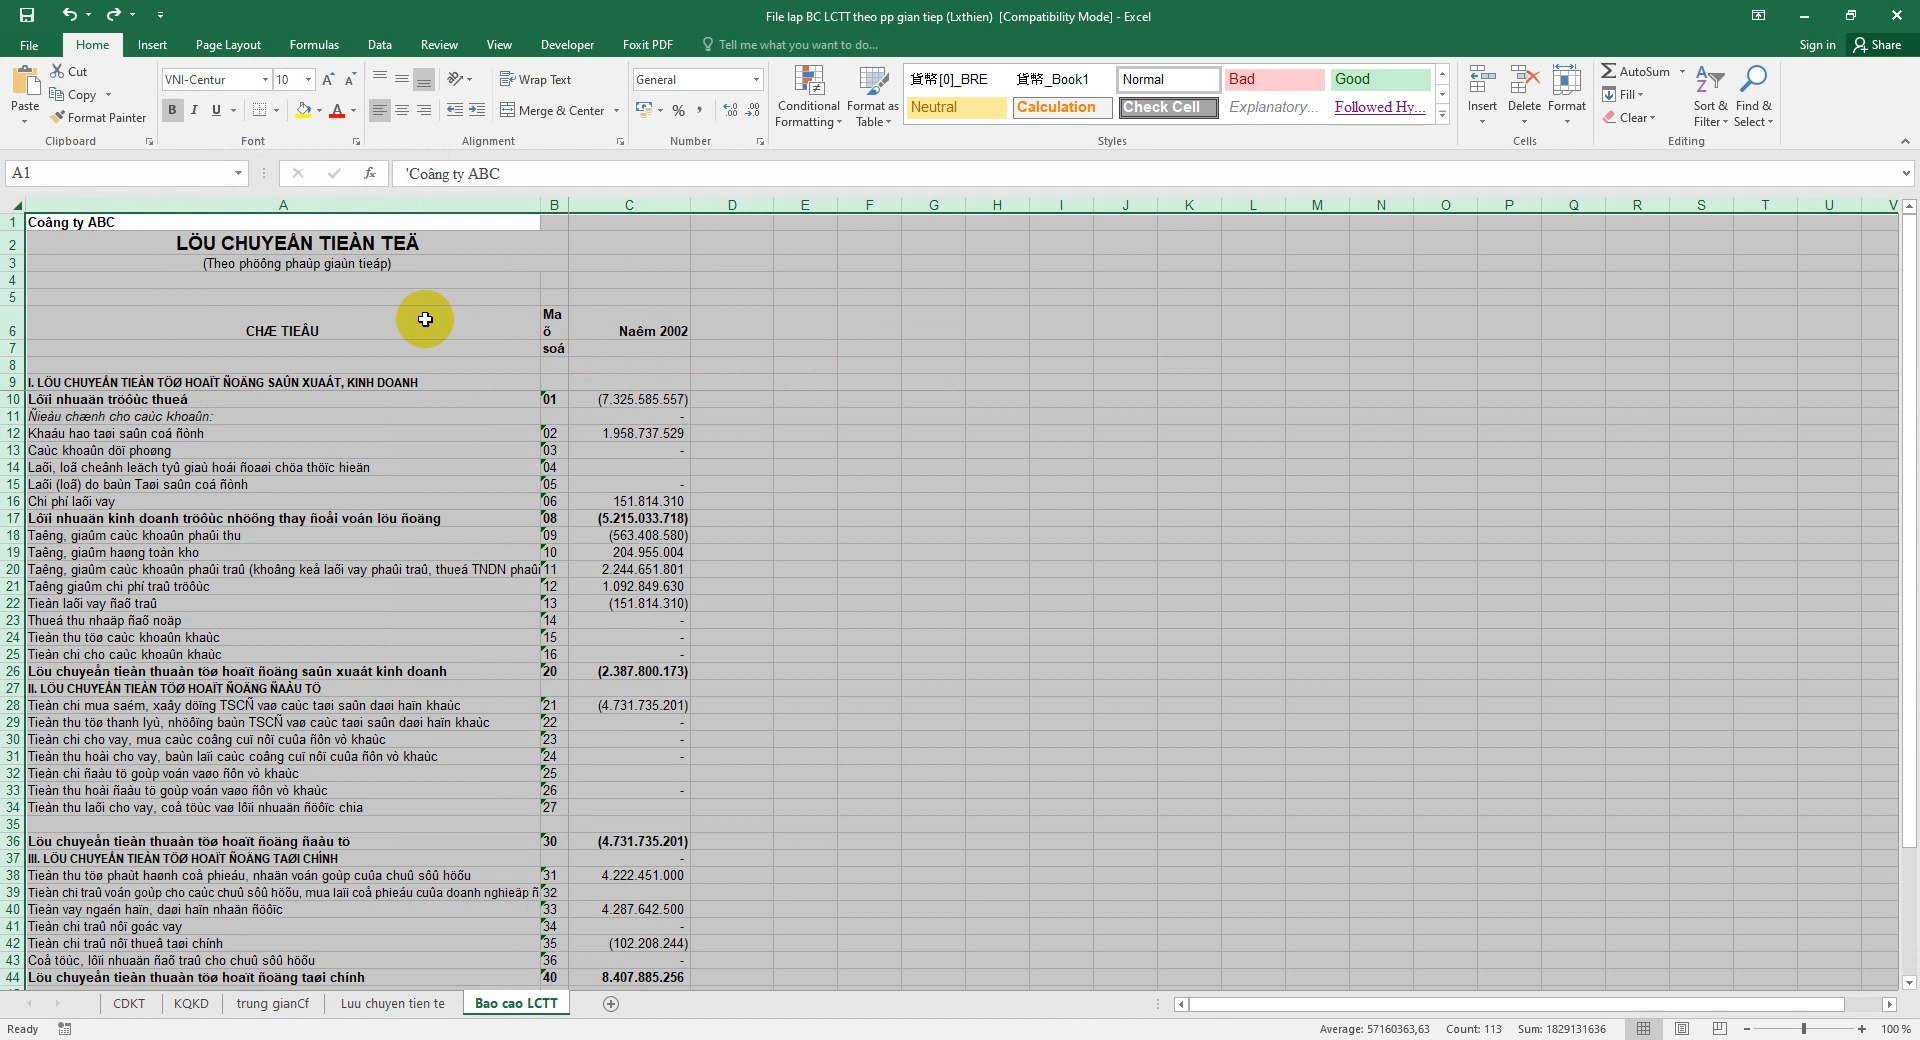 File lap BC LCTT theo pp gian tiep (Lxthien)  [Compatibility Mode] - Excel
File Home Insert Page Layout Formulas Data Review View Developer Foxit PDF Tell me what you want to do... Sign in Share
Paste Cut Copy Format Painter Clipboard
VNI-Centur 10 B I U Font
Wrap Text Merge & Center Alignment
General % Number
Conditional Formatting Format as Table
貨幣[0]_BRE 貨幣_Book1 Normal Bad Good
Neutral Calculation Check Cell Explanatory... Followed Hy...
Styles
Insert Delete Format Cells
AutoSum Fill Clear Sort & Filter Find & Select Editing
A1 fx 'Coâng ty ABC
A B C D E F G H I J K L M N O P Q R S T U V
1 Coâng ty ABC
2 LÖU CHUYEÅN TIEÀN TEÄ
3 (Theo phöông phaùp giaùn tieáp)
4
5
6 CHÆ TIEÂU Ma õ Naêm 2002
7 soá
8
9 I. LÖU CHUYEÅN TIEÀN TÖØ HOAÏT ÑOÄNG SAÛN XUAÁT, KINH DOANH
10 Lôïi nhuaän tröôùc thueá 01 (7.325.585.557)
11 Ñieàu chænh cho caùc khoaûn: -
12 Khaáu hao taøi saûn coá ñònh 02 1.958.737.529
13 Caùc khoaûn döï phoøng 03 -
14 Laõi, loã cheânh leäch tyû giaù hoái ñoaøi chöa thöïc hieän 04
15 Laõi (loã) do baùn Taøi saûn coá ñònh 05 -
16 Chi phí laõi vay 06 151.814.310
17 Lôïi nhuaän kinh doanh tröôùc nhöõng thay ñoåi voán löu ñoäng 08 (5.215.033.718)
18 Taêng, giaûm caùc khoaûn phaûi thu 09 (563.408.580)
19 Taêng, giaûm haøng toàn kho 10 204.955.004
20 Taêng, giaûm caùc khoaûn phaûi traû (khoâng keå laõi vay phaûi traû, thueá TNDN phaûi 11 2.244.651.801
21 Taêng giaûm chi phí traû tröôùc 12 1.092.849.630
22 Tieàn laõi vay ñaõ traû 13 (151.814.310)
23 Thueá thu nhaäp ñaõ noäp 14 -
24 Tieàn thu töø caùc khoaûn khaùc 15 -
25 Tieàn chi cho caùc khoaûn khaùc 16 -
26 Löu chuyeån tieàn thuaàn töø hoaït ñoäng saûn xuaát kinh doanh 20 (2.387.800.173)
27 II. LÖU CHUYEÅN TIEÀN TÖØ HOAÏT ÑOÄNG ÑAÀU TÖ
28 Tieàn chi mua saém, xaây döïng TSCÑ vaø caùc taøi saûn daøi haïn khaùc 21 (4.731.735.201)
29 Tieàn thu töø thanh lyù, nhöôïng baùn TSCÑ vaø caùc taøi saûn daøi haïn khaùc 22 -
30 Tieàn chi cho vay, mua caùc coâng cuï nôï cuûa ñôn vò khaùc 23 -
31 Tieàn thu hoài cho vay, baùn laïi caùc coâng cuï nôï cuûa ñôn vò khaùc 24 -
32 Tieàn chi ñaàu tö goùp voán vaøo ñôn vò khaùc 25
33 Tieàn thu hoài ñaàu tö goùp voán vaøo ñôn vò khaùc 26 -
34 Tieàn thu laõi cho vay, coå töùc vaø lôïi nhuaän ñöôïc chia 27
35
36 Löu chuyeån tieàn thuaàn töø hoaït ñoäng ñaàu tö 30 (4.731.735.201)
37 III. LÖU CHUYEÅN TIEÀN TÖØ HOAÏT ÑOÄNG TAØI CHÍNH -
38 Tieàn thu töø phaùt haønh coå phieáu, nhaän voán goùp cuûa chuû sôû höõu 31 4.222.451.000
39 Tieàn chi traû voán goùp cho caùc chuû sôû höõu, mua laïi coå phieáu cuûa doanh nghieäp ñ 32
40 Tieàn vay ngaén haïn, daøi haïn nhaän ñöôïc 33 4.287.642.500
41 Tieàn chi traû nôï goác vay 34 -
42 Tieàn chi traû nôï thueâ taøi chính 35 (102.208.244)
43 Coå töùc, lôïi nhuaän ñaõ traû cho chuû sôû höõu 36 -
44 Löu chuyeån tieàn thuaàn töø hoaït ñoäng taøi chính 40 8.407.885.256
CDKT KQKD trung gianCf Luu chuyen tien te Bao cao LCTT
Ready Average: 57160363,63 Count: 113 Sum: 1829131636 100 %